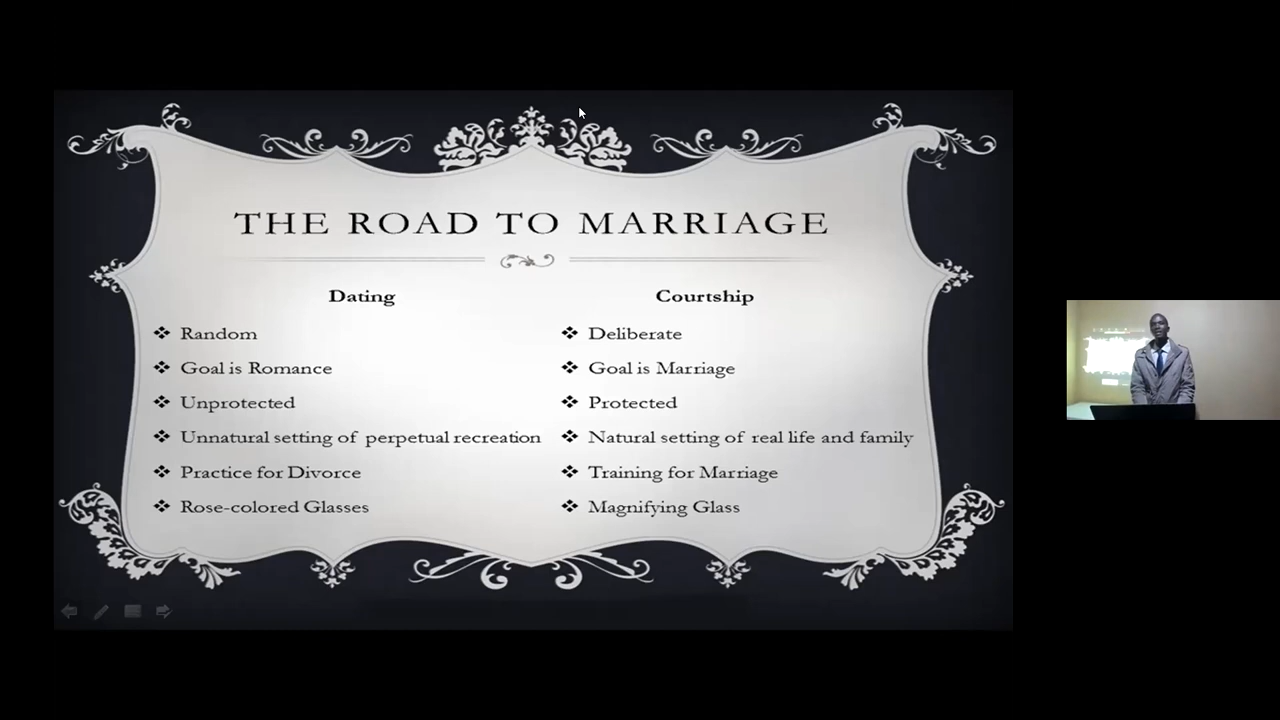 THE ROAD TO MARRIAGE
Dating
Random
Goal is Romance
Unprotected
Unnatural setting of perpetual recreation
Practice for Divorce
Rose-colored Glasses
Courtship
Deliberate
Goal is Marriage
Protected
Natural setting of real life and family
Training for Marriage
Magnifying Glass